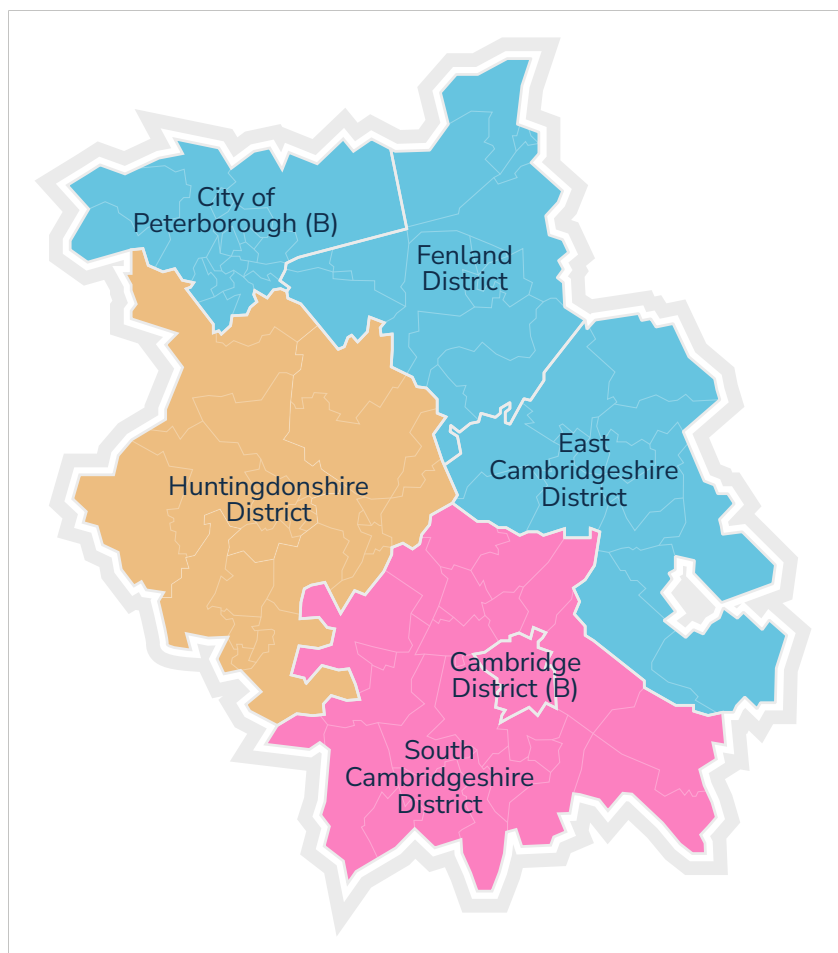 City of
Peterborough (B)
Fenland
District
East
Cambridgeshire
District
Huntingdonshire
District
Cambridge
District (B)
South
Cambridgeshire
District